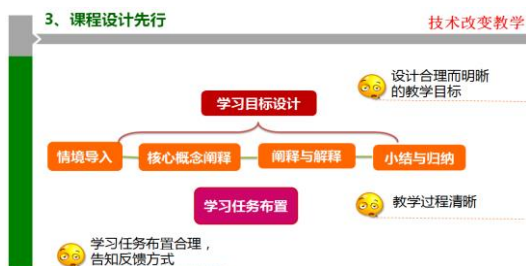 3、课程设计先行
技术改变教学
设计合理而明晰
的教学目标
学习目标设计
情境导入
核心概念阐释
阐释与解释
小结与归纳
学习任务布置
教学过程清晰
学习任务布置合理，
告知反馈方式